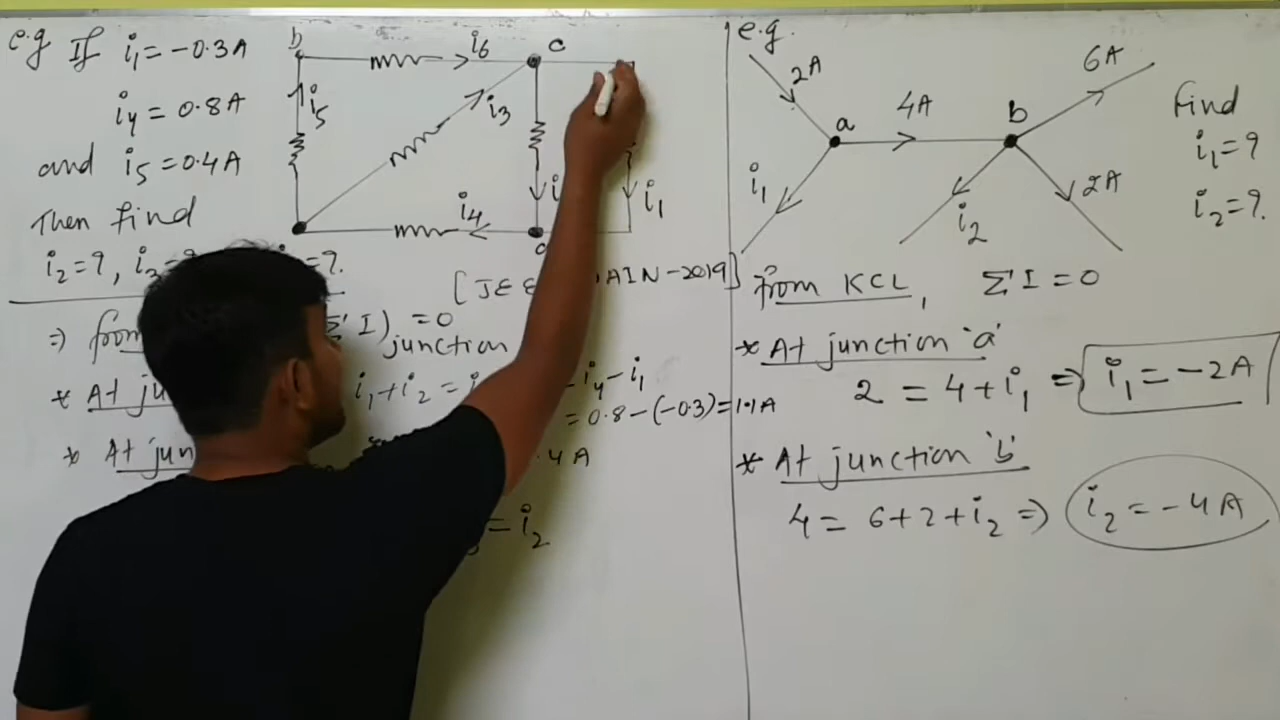 e.g If i₁ = -0.3A
i₄ = 0.8A
and i₅ = 0.4A
Then find
i₂ = ?, =?.
b
i₆
c
i₅
i₃
i₁
i₄
[JEE AIN-2019]
=> from Σ I) = 0
junction
* At ju i₁+i₂ = - i₄ - i₁
= 0.8 - (-0.3) = 1.1A
* At jun .4A
= i₂
e.g.
2A
a
4A
b
6A
i₁
i₂
2A
Find
i₁ = ?
i₂ = ?.
from KCL, Σ I = 0
* At junction 'a'
2 = 4 + i₁ => i₁ = -2A
* At junction 'b'
4 = 6+2+i₂ => i₂ = -4A